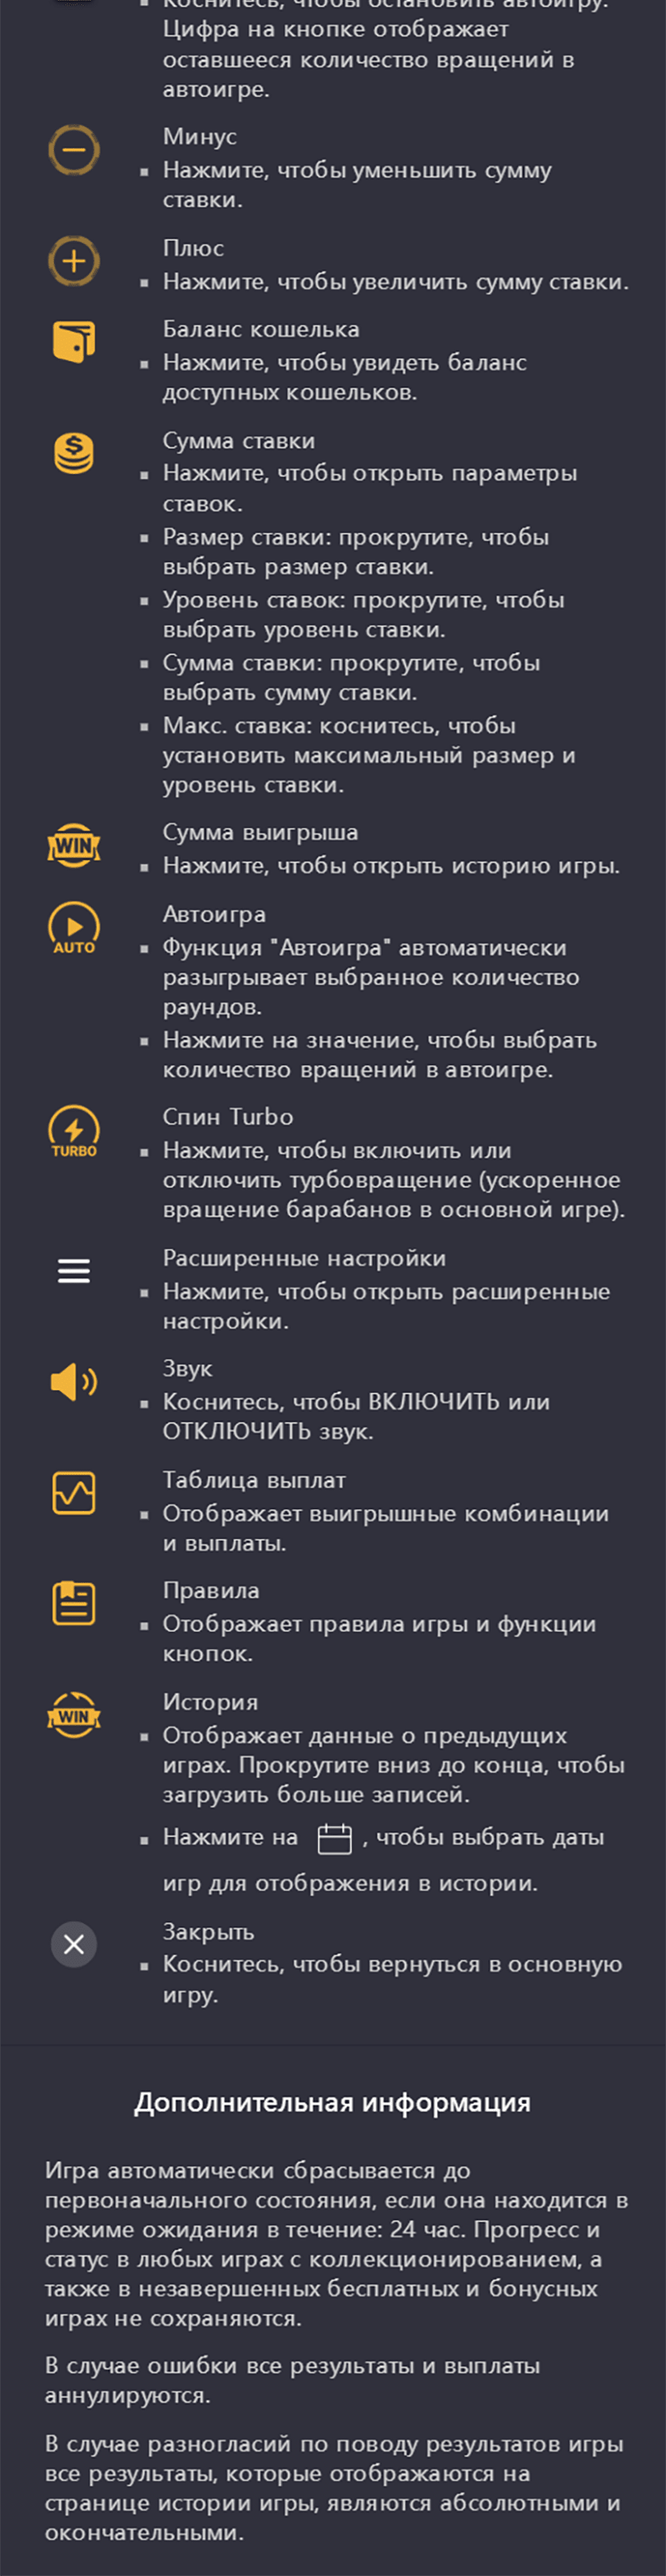 Коснитесь, чтобы остановить автоигру.
Цифра на кнопке отображает
оставшееся количество вращений в
автоигре.
Минус
Нажмите, чтобы уменьшить сумму
ставки.
Плюс
Нажмите, чтобы увеличить сумму ставки.
Баланс кошелька
Нажмите, чтобы увидеть баланс
доступных кошельков.
Сумма ставки
Нажмите, чтобы открыть параметры
ставок.
Размер ставки: прокрутите, чтобы
выбрать размер ставки.
Уровень ставок: прокрутите, чтобы
выбрать уровень ставки.
Сумма ставки: прокрутите, чтобы
выбрать сумму ставки.
Макс. ставка: коснитесь, чтобы
установить максимальный размер и
уровень ставки.
WIN
Сумма выигрыша
Нажмите, чтобы открыть историю игры.
AUTO
Автоигра
Функция "Автоигра" автоматически
разыгрывает выбранное количество
раундов.
Нажмите на значение, чтобы выбрать
количество вращений в автоигре.
TURBO
Спин Turbo
Нажмите, чтобы включить или
отключить турбовращение (ускоренное
вращение барабанов в основной игре).
Расширенные настройки
Нажмите, чтобы открыть расширенные
настройки.
Звук
Коснитесь, чтобы ВКЛЮЧИТЬ или
ОТКЛЮЧИТЬ звук.
Таблица выплат
Отображает выигрышные комбинации
и выплаты.
Правила
Отображает правила игры и функции
кнопок.
WIN
История
Отображает данные о предыдущих
играх. Прокрутите вниз до конца, чтобы
загрузить больше записей.
Нажмите на , чтобы выбрать даты
игр для отображения в истории.
Закрыть
Коснитесь, чтобы вернуться в основную
игру.
Дополнительная информация
Игра автоматически сбрасывается до
первоначального состояния, если она находится в
режиме ожидания в течение: 24 час. Прогресс и
статус в любых играх с коллекционированием, а
также в незавершенных бесплатных и бонусных
играх не сохраняются.
В случае ошибки все результаты и выплаты
аннулируются.
В случае разногласий по поводу результатов игры
все результаты, которые отображаются на
странице истории игры, являются абсолютными и
окончательными.